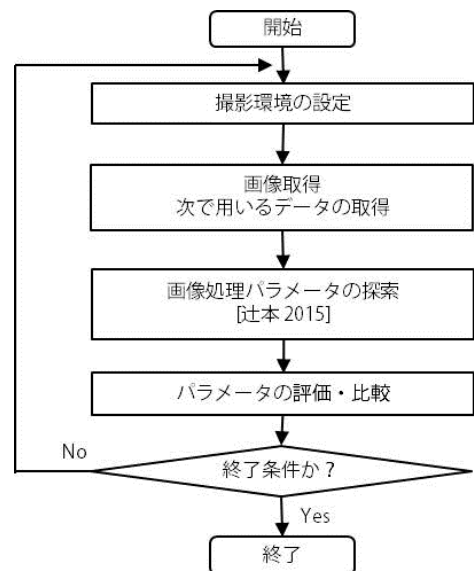 開始
撮影環境の設定
画像取得
次で用いるデータの取得
画像処理パラメータの探索
[辻本 2015]
パラメータの評価・比較
No
終了条件か？
Yes
終了